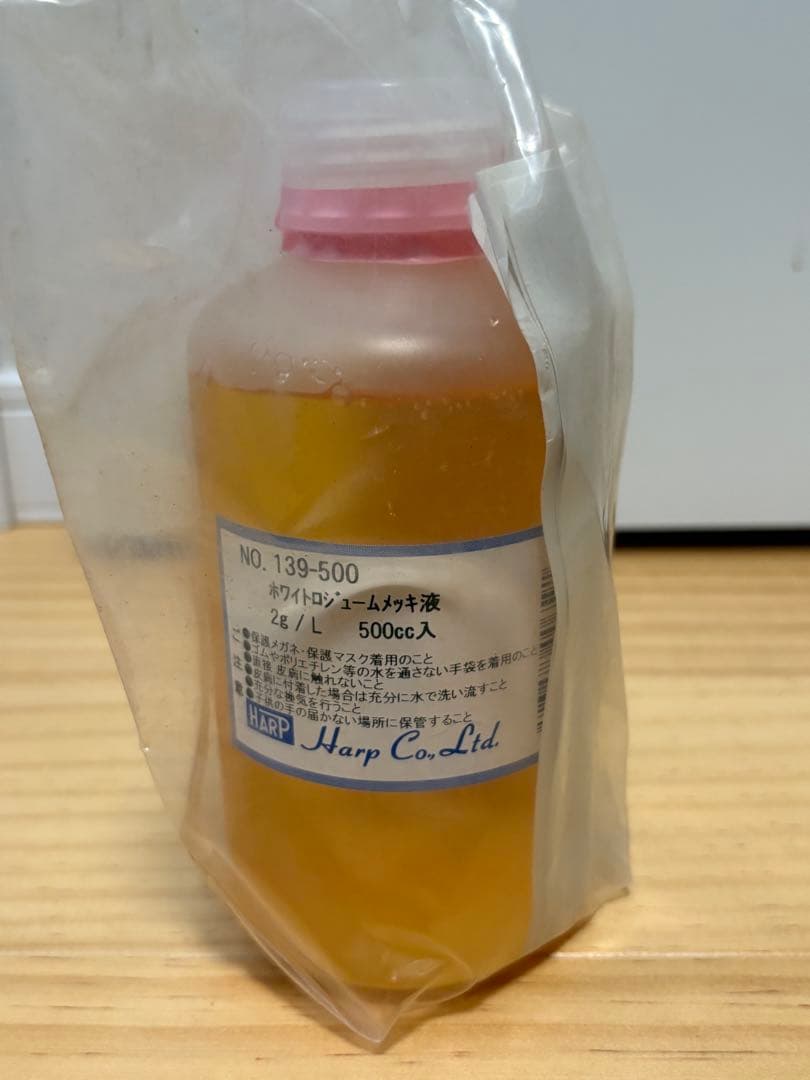 NO. 139-500
ホワイトロジュームメッキ液
2g / L 500cc入
ご注意
●保護メガネ・保護マスク着用のこと
●ゴムやポリエチレン等の水を通さない手袋を着用のこと
●直接 皮病に触れないこと
●皮病に付着した場合は充分に水で洗い流すこと
●充分な換気を行うこと
●子供の手の届かない場所に保管すること
HARP Harp Co., Ltd.